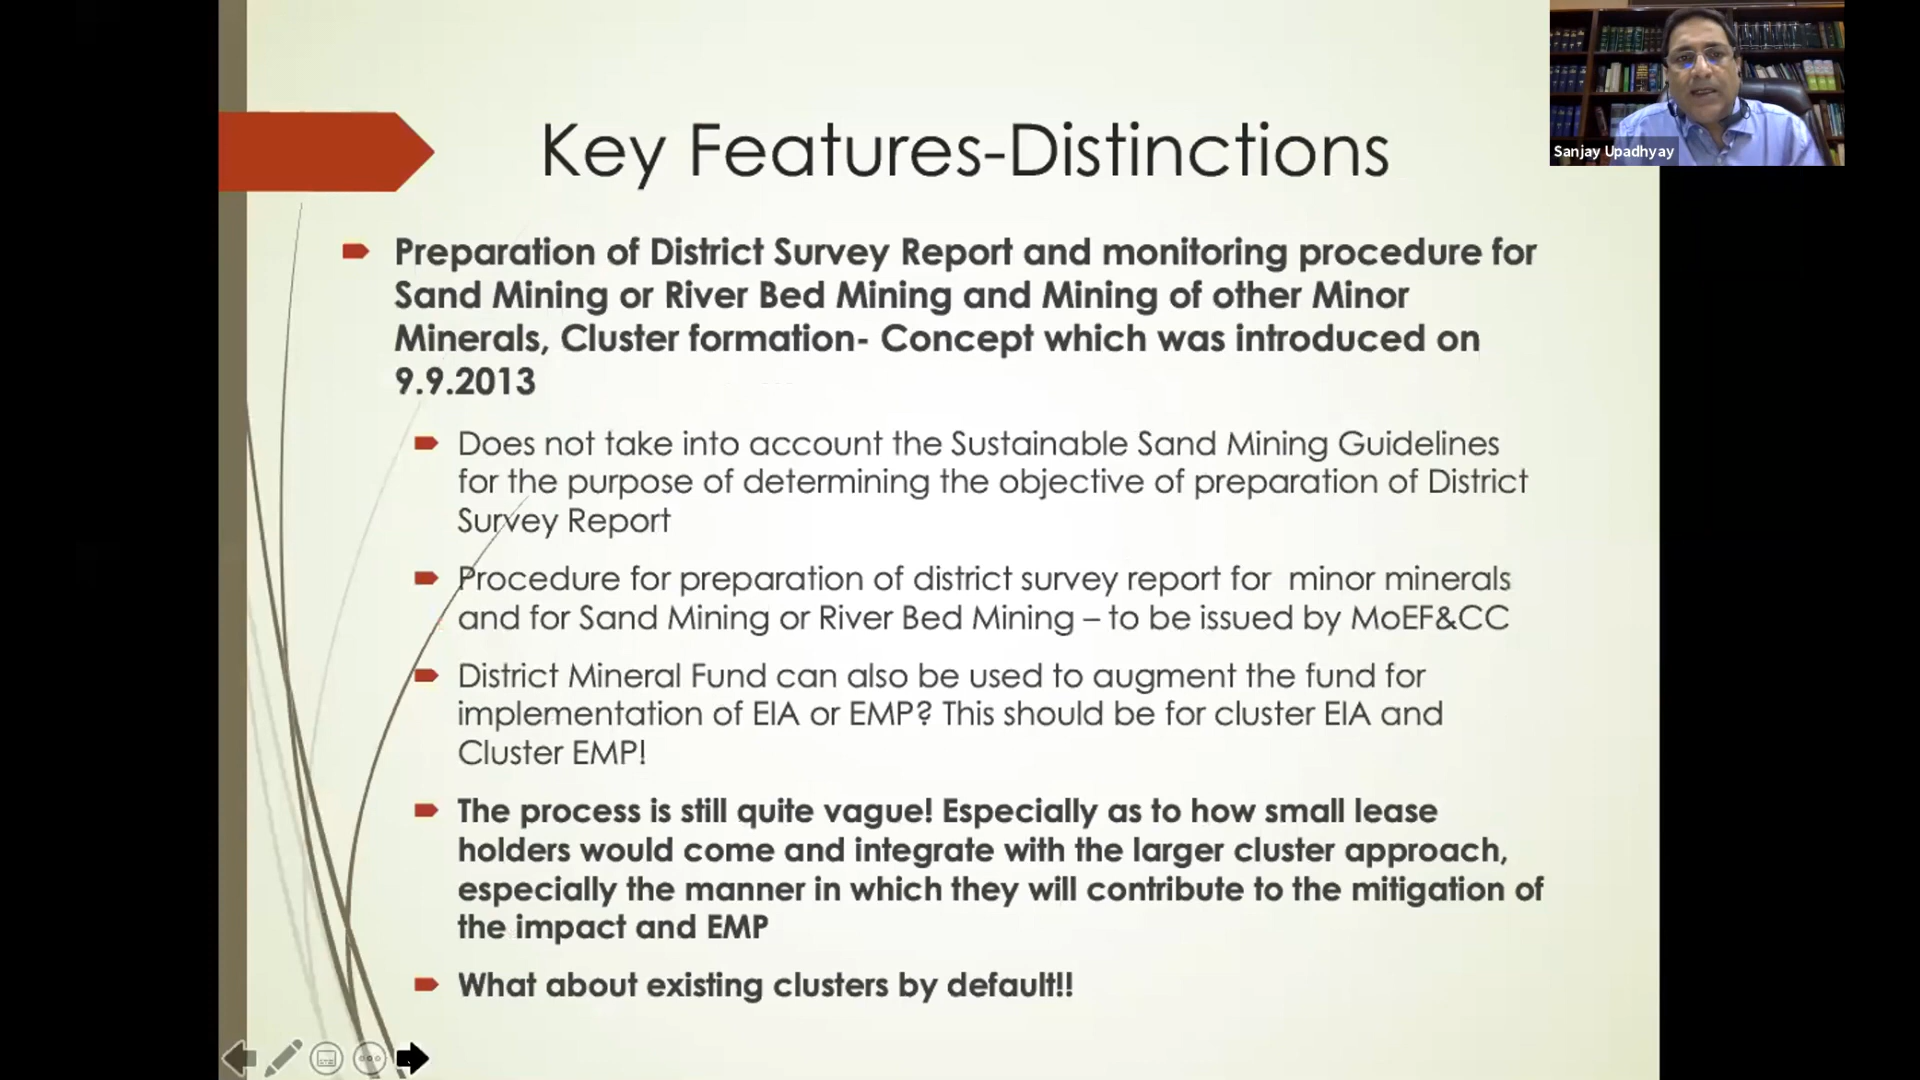 Key Features-Distinctions
Sanjay Upadhyay
Preparation of District Survey Report and monitoring procedure for
Sand Mining or River Bed Mining and Mining of other Minor
Minerals, Cluster formation- Concept which was introduced on
9.9.2013
Does not take into account the Sustainable Sand Mining Guidelines
for the purpose of determining the objective of preparation of District
Survey Report
Procedure for preparation of district survey report for  minor minerals
and for Sand Mining or River Bed Mining – to be issued by MoEF&CC
District Mineral Fund can also be used to augment the fund for
implementation of EIA or EMP? This should be for cluster EIA and
Cluster EMP!
The process is still quite vague! Especially as to how small lease
holders would come and integrate with the larger cluster approach,
especially the manner in which they will contribute to the mitigation of
the impact and EMP
What about existing clusters by default!!